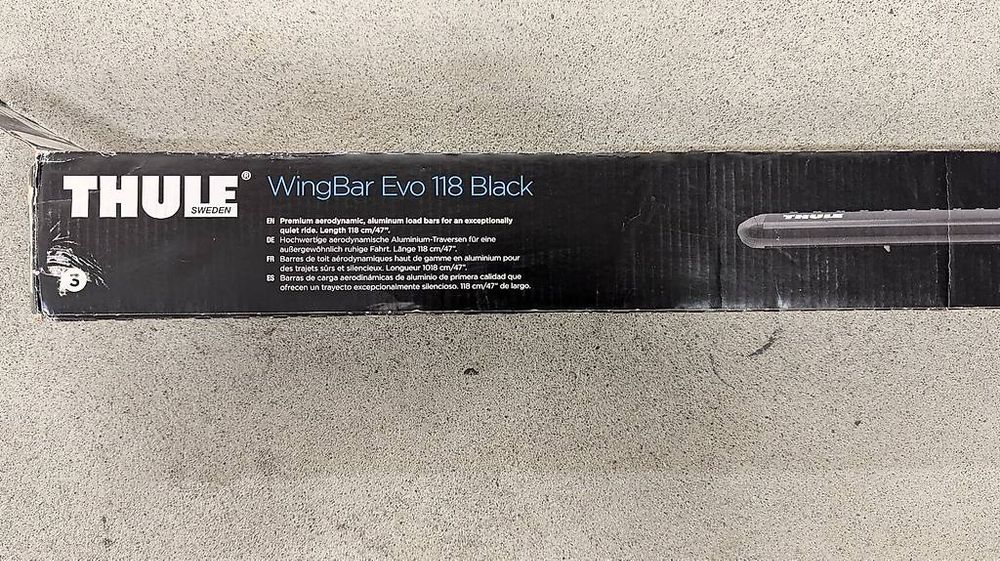 THULE®
SWEDEN
WingBar Evo 118 Black
EN Premium aerodynamic, aluminum load bars for an exceptionally
quiet ride. Length 118 cm/47".
DE Hochwertige aerodynamische Aluminium-Traversen für eine
außergewöhnlich ruhige Fahrt. Länge 118 cm/47".
FR Barres de toit aérodynamiques haut de gamme en aluminium pour
des trajets sûrs et silencieux. Longueur 1018 cm/47".
ES Barras de carga aerodinámicas de aluminio de primera calidad que
ofrecen un trayecto excepcionalmente silencioso. 118 cm/47" de largo.
3
THULE